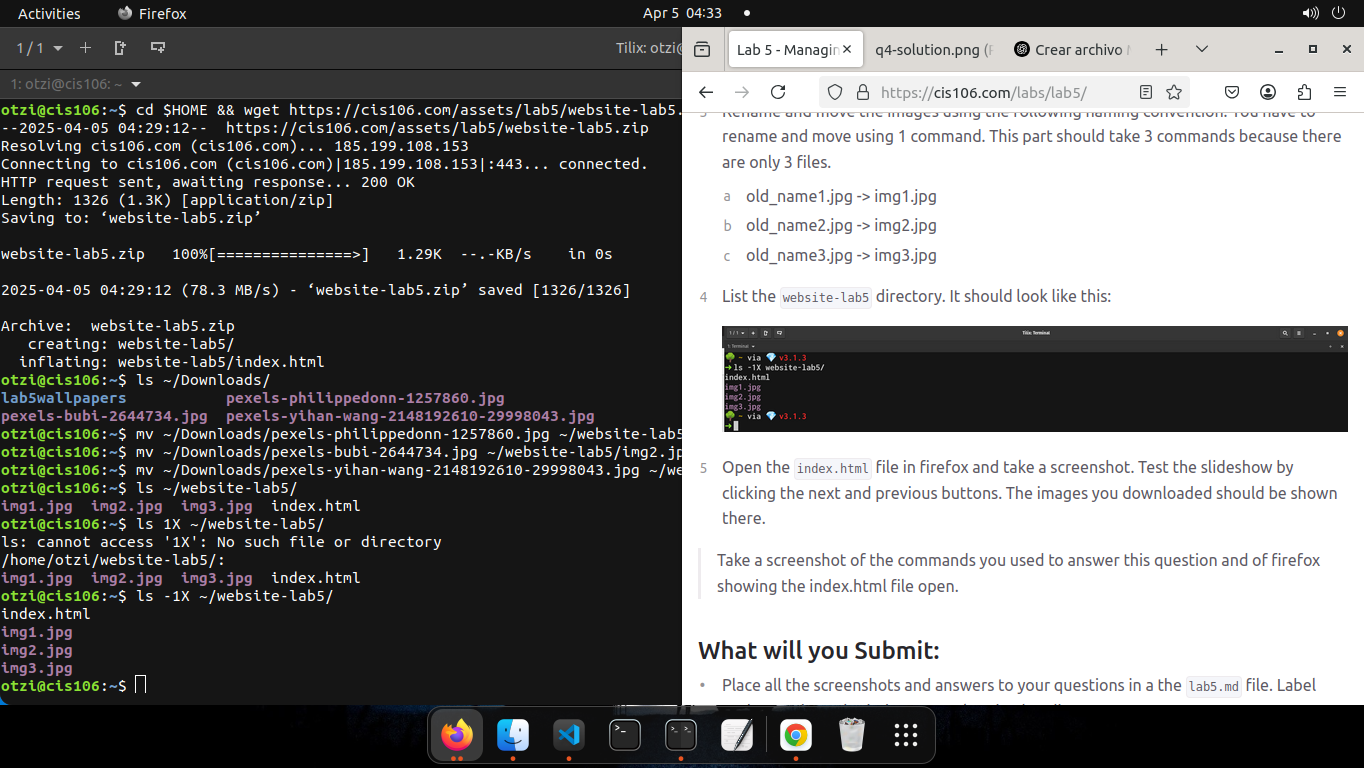 Activities
Firefox
Apr 5 04:33
1 / 1
Tilix: otzi@
1: otzi@cis106: ~
otzi@cis106:~$ cd $HOME && wget https://cis106.com/assets/lab5/website-lab5.
--2025-04-05 04:29:12--  https://cis106.com/assets/lab5/website-lab5.zip
Resolving cis106.com (cis106.com)... 185.199.108.153
Connecting to cis106.com (cis106.com)|185.199.108.153|:443... connected.
HTTP request sent, awaiting response... 200 OK
Length: 1326 (1.3K) [application/zip]
Saving to: ‘website-lab5.zip’
website-lab5.zip   100%[===============>]   1.29K  --.-KB/s    in 0s
2025-04-05 04:29:12 (78.3 MB/s) - ‘website-lab5.zip’ saved [1326/1326]
Archive:  website-lab5.zip
creating: website-lab5/
inflating: website-lab5/index.html
otzi@cis106:~$ ls ~/Downloads/
lab5wallpapers           pexels-philippedonn-1257860.jpg
pexels-bubi-2644734.jpg  pexels-yihan-wang-2148192610-29998043.jpg
otzi@cis106:~$ mv ~/Downloads/pexels-philippedonn-1257860.jpg ~/website-lab5
otzi@cis106:~$ mv ~/Downloads/pexels-bubi-2644734.jpg ~/website-lab5/img2.jp
otzi@cis106:~$ mv ~/Downloads/pexels-yihan-wang-2148192610-29998043.jpg ~/we
otzi@cis106:~$ ls ~/website-lab5/
img1.jpg  img2.jpg  img3.jpg  index.html
otzi@cis106:~$ ls 1X ~/website-lab5/
ls: cannot access '1X': No such file or directory
/home/otzi/website-lab5/:
img1.jpg  img2.jpg  img3.jpg  index.html
otzi@cis106:~$ ls -1X ~/website-lab5/
index.html
img1.jpg
img2.jpg
img3.jpg
otzi@cis106:~$
Lab 5 - Managin
q4-solution.png (
Crear archivo
https://cis106.com/labs/lab5/
3 Rename and move the images using the following naming convention. You have to
rename and move using 1 command. This part should take 3 commands because there
are only 3 files.
a old_name1.jpg -> img1.jpg
b old_name2.jpg -> img2.jpg
c old_name3.jpg -> img3.jpg
4 List the website-lab5 directory. It should look like this:
1 / 1
Tilix: Terminal
1: Terminal
~ via v3.1.3
ls -1X website-lab5/
index.html
img1.jpg
img2.jpg
img3.jpg
~ via v3.1.3
5 Open the index.html file in firefox and take a screenshot. Test the slideshow by
clicking the next and previous buttons. The images you downloaded should be shown
there.
Take a screenshot of the commands you used to answer this question and of firefox
showing the index.html file open.
What will you Submit:
• Place all the screenshots and answers to your questions in a the lab5.md file. Label